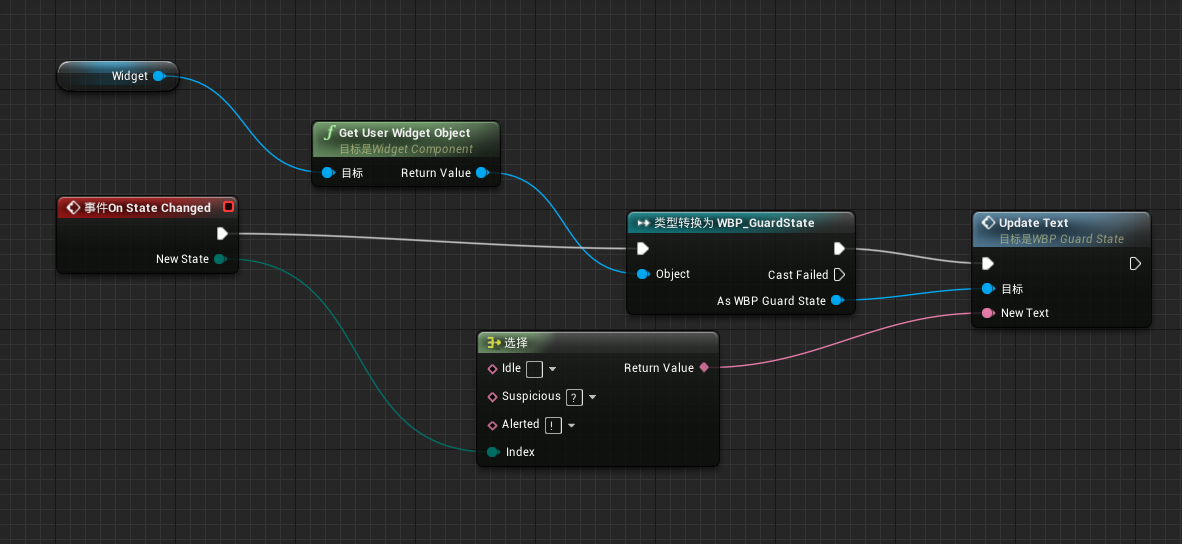 Widget
f Get User Widget Object
目标是Widget Component
目标 Return Value
事件On State Changed
New State
类型转换为 WBP_GuardState
Object Cast Failed
As WBP Guard State
Update Text
目标是WBP Guard State
目标
New Text
选择
Idle Return Value
Suspicious ?
Alerted !
Index